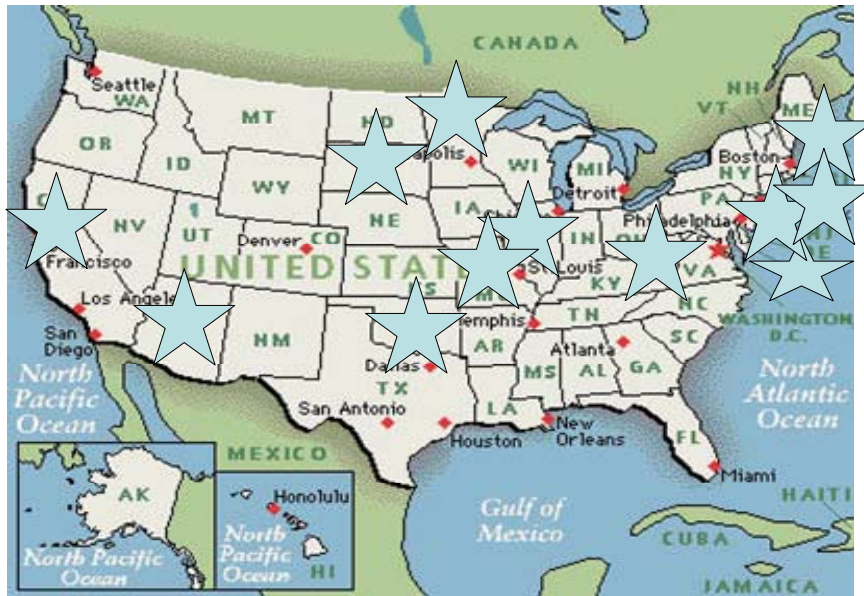 CANADA
Seattle
WA
MT
ND
NH
VT
ME
OR
ID
WY
WI
MI
Boston
NY
Detroit
PA
NV
UT
NE
IA
Philadelphia
Denver
CO
IN
Francisco
UNITED STAT
St Louis
KY
VA
Los Angele
NC
WASHINGTON
D.C.
San
Diego
NM
TN
AR
Atlanta
SC
Dallas
TX
MS
AL
GA
North
Pacific
Ocean
North
Atlantic
Ocean
San Antonio
LA
New
Orleans
Houston
FL
Miami
MEXICO
Gulf of
Mexico
HAITI
CUBA
JAMAICA
AK
North Pacific
Ocean
Honolulu
North
Pacific
Ocean
HI